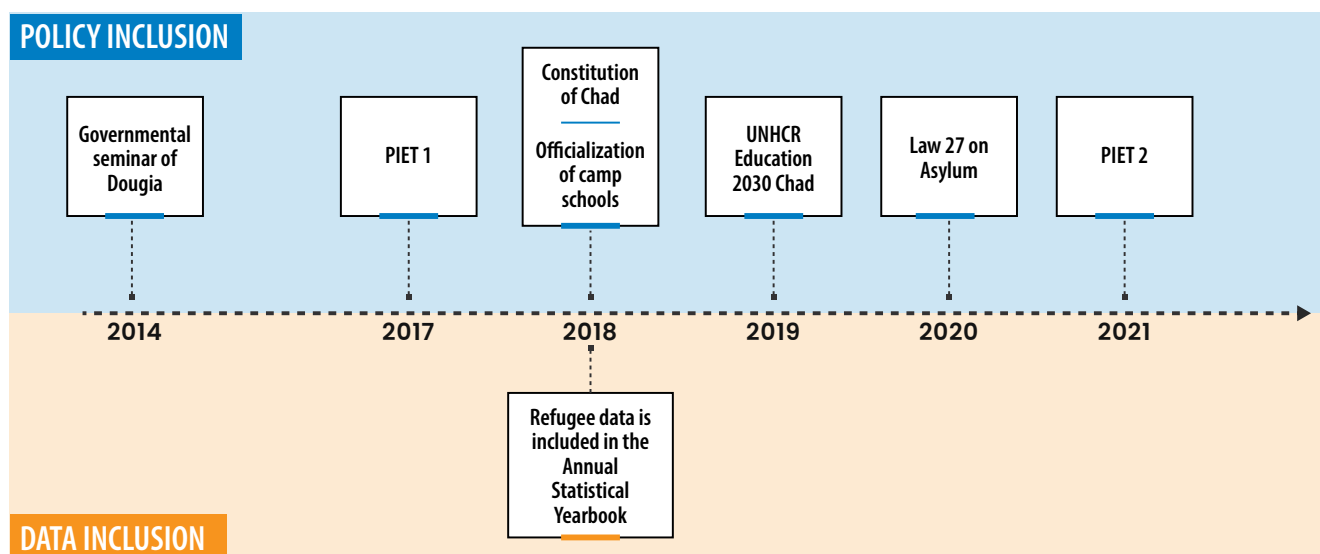 POLICY INCLUSION
Governmental
seminar of
Dougia
PIET 1
Constitution
of Chad
Officialization
of camp
schools
UNHCR
Education
2030 Chad
Law 27 on
Asylum
PIET 2
2014
2017
2018
2019
2020
2021
Refugee data is
included in the
Annual
Statistical
Yearbook
DATA INCLUSION